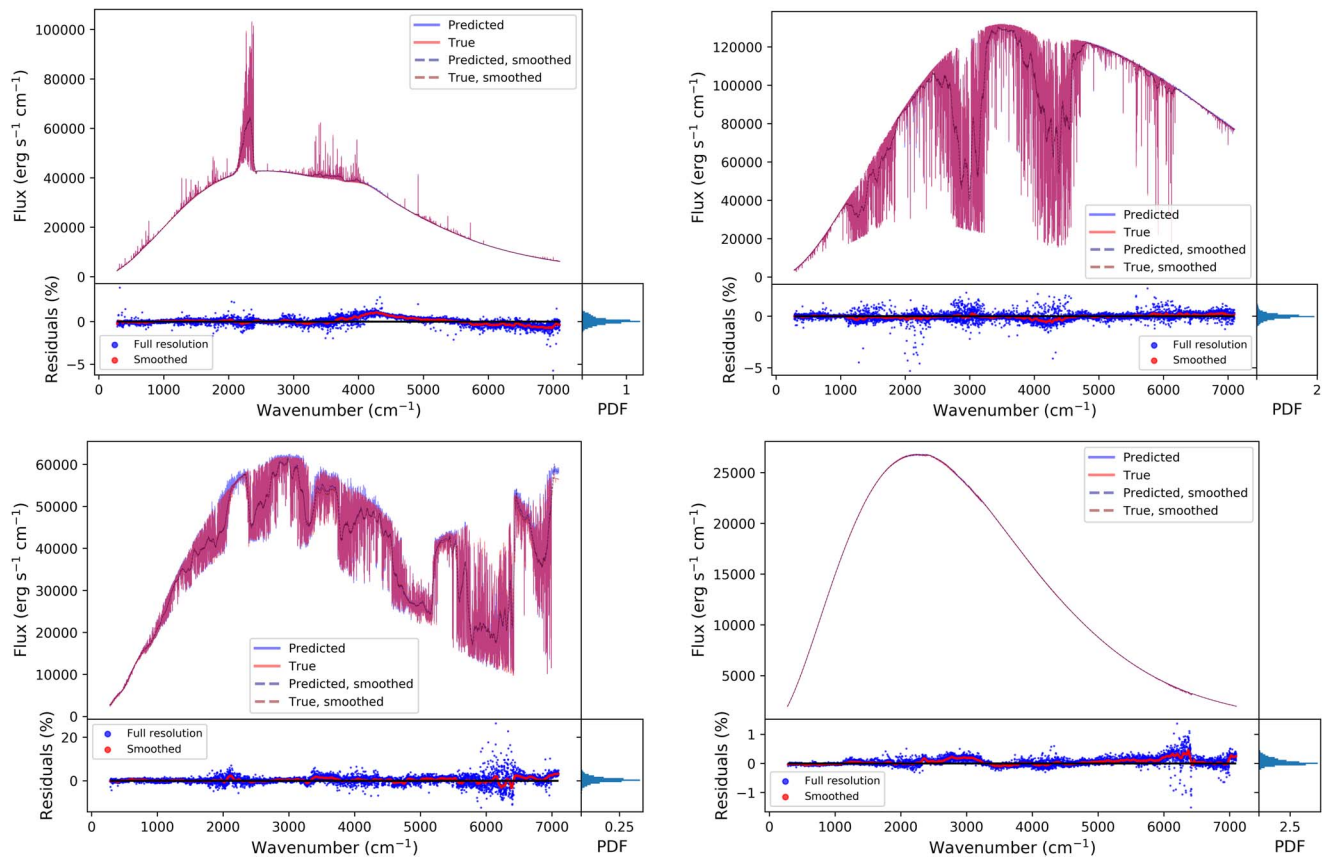 100000
80000
60000
40000
20000
0
Flux (erg s⁻¹ cm⁻¹)
Predicted
True
Predicted, smoothed
True, smoothed
0
−5
Residuals (%)
Full resolution
Smoothed
0 1000 2000 3000 4000 5000 6000 7000
1
Wavenumber (cm⁻¹)
PDF
120000
100000
80000
60000
40000
20000
0
Flux (erg s⁻¹ cm⁻¹)
Predicted
True
Predicted, smoothed
True, smoothed
0
−5
Residuals (%)
Full resolution
Smoothed
0 1000 2000 3000 4000 5000 6000 7000
2
Wavenumber (cm⁻¹)
PDF
60000
50000
40000
30000
20000
10000
0
Flux (erg s⁻¹ cm⁻¹)
Predicted
True
Predicted, smoothed
True, smoothed
20
0
Residuals (%)
Full resolution
Smoothed
0 1000 2000 3000 4000 5000 6000 7000
0.25
Wavenumber (cm⁻¹)
PDF
25000
20000
15000
10000
5000
Flux (erg s⁻¹ cm⁻¹)
Predicted
True
Predicted, smoothed
True, smoothed
1
0
−1
Residuals (%)
Full resolution
Smoothed
0 1000 2000 3000 4000 5000 6000 7000
2.5
Wavenumber (cm⁻¹)
PDF